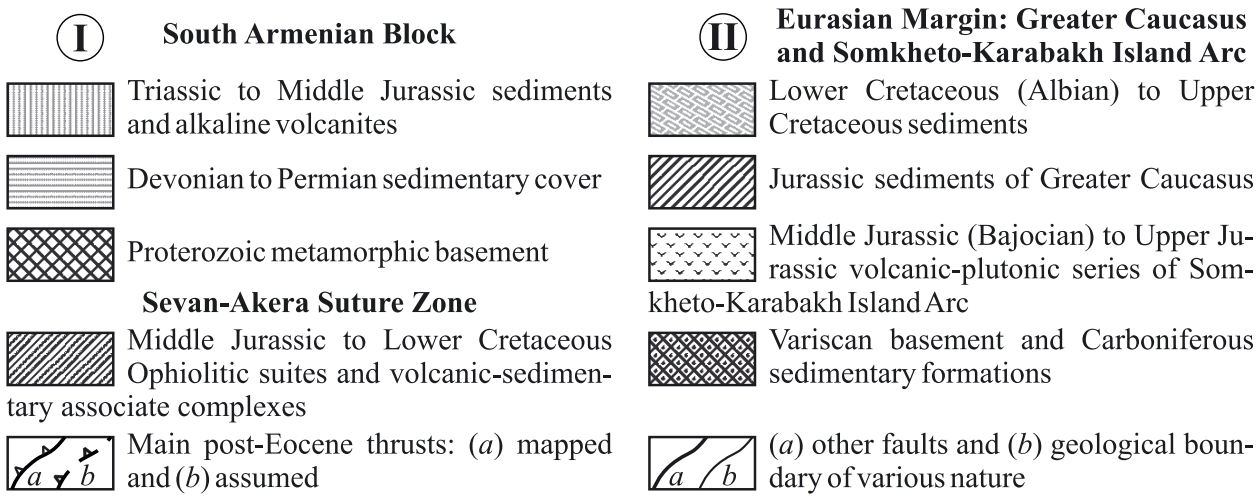 I South Armenian Block
Triassic to Middle Jurassic sediments
and alkaline volcanites
Devonian to Permian sedimentary cover
Proterozoic metamorphic basement
Sevan-Akera Suture Zone
Middle Jurassic to Lower Cretaceous
Ophiolitic suites and volcanic-sedimen-
tary associate complexes
a b
Main post-Eocene thrusts: (a) mapped
and (b) assumed
II Eurasian Margin: Greater Caucasus
and Somkheto-Karabakh Island Arc
Lower Cretaceous (Albian) to Upper
Cretaceous sediments
Jurassic sediments of Greater Caucasus
Middle Jurassic (Bajocian) to Upper Ju-
rassic volcanic-plutonic series of Som-
kheto-Karabakh Island Arc
Variscan basement and Carboniferous
sedimentary formations
a b
(a) other faults and (b) geological boun-
dary of various nature